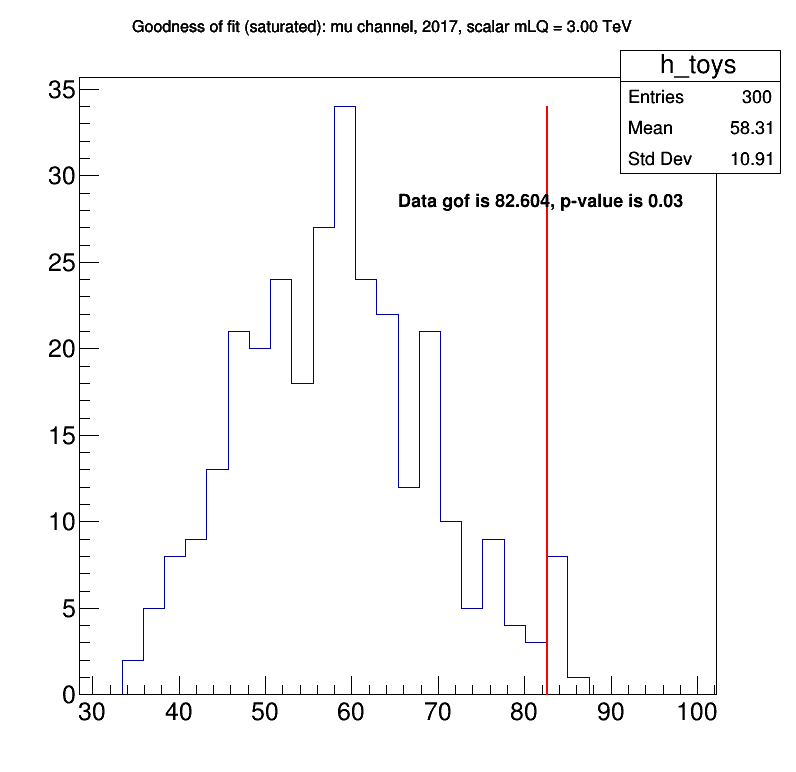 Goodness of fit (saturated): mu channel, 2017, scalar mLQ = 3.00 TeV
h_toys
Entries 300
Mean 58.31
Std Dev 10.91
Data gof is 82.604, p-value is 0.03
35
30
25
20
15
10
5
0
30 40 50 60 70 80 90 100